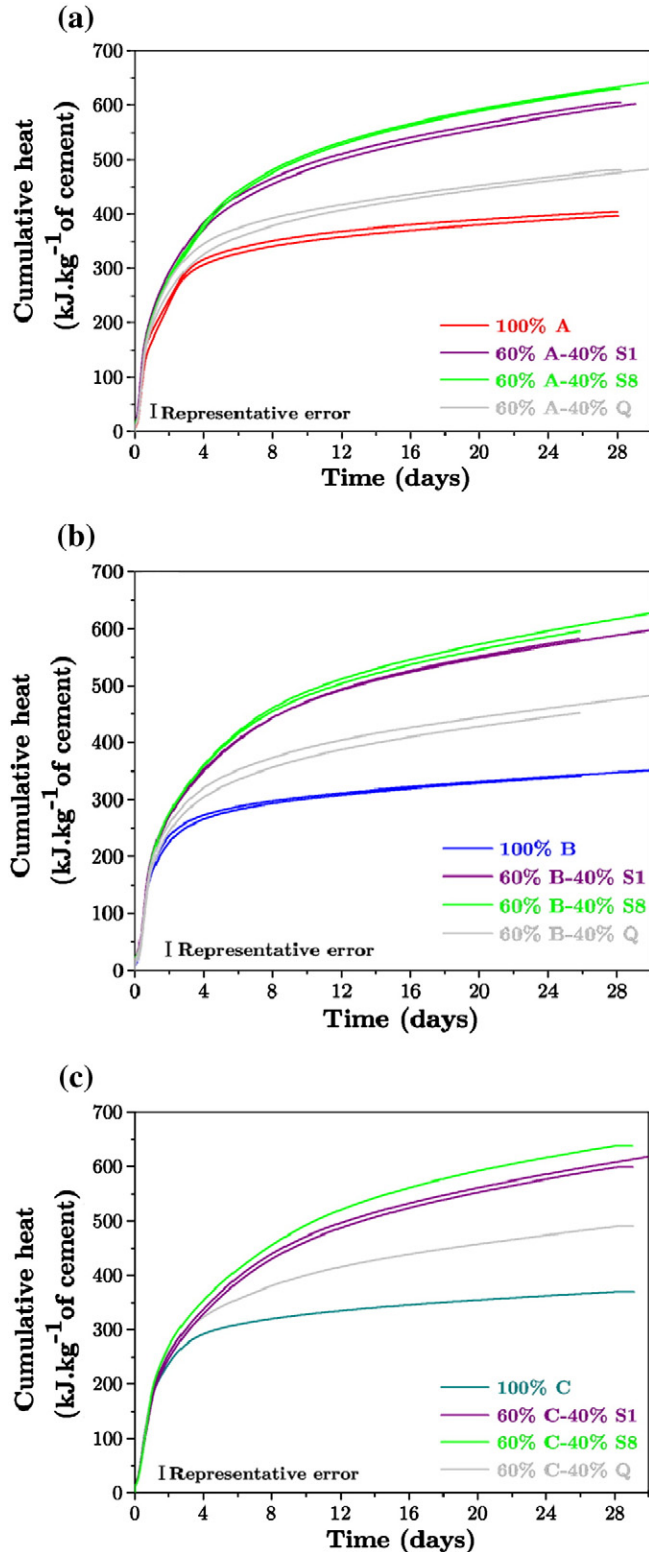 (a)
700
600
500
400
300
200
100
0
Cumulative heat
(kJ.kg⁻¹of cement)
100% A
60% A-40% S1
60% A-40% S8
60% A-40% Q
I Representative error
0 4 8 12 16 20 24 28
Time (days)
(b)
700
600
500
400
300
200
100
0
Cumulative heat
(kJ.kg⁻¹of cement)
100% B
60% B-40% S1
60% B-40% S8
60% B-40% Q
I Representative error
0 4 8 12 16 20 24 28
Time (days)
(c)
700
600
500
400
300
200
100
0
Cumulative heat
(kJ.kg⁻¹of cement)
100% C
60% C-40% S1
60% C-40% S8
60% C-40% Q
I Representative error
0 4 8 12 16 20 24 28
Time (days)